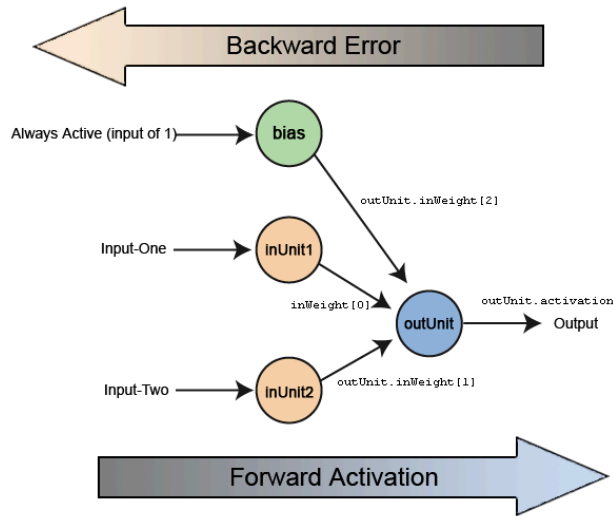 Backward Error
Always Active (input of 1)
bias
outUnit.inWeight[2]
Input-One
inUnit1
inWeight[0]
outUnit
outUnit.activation
Output
Input-Two
inUnit2
outUnit.inWeight[1]
Forward Activation